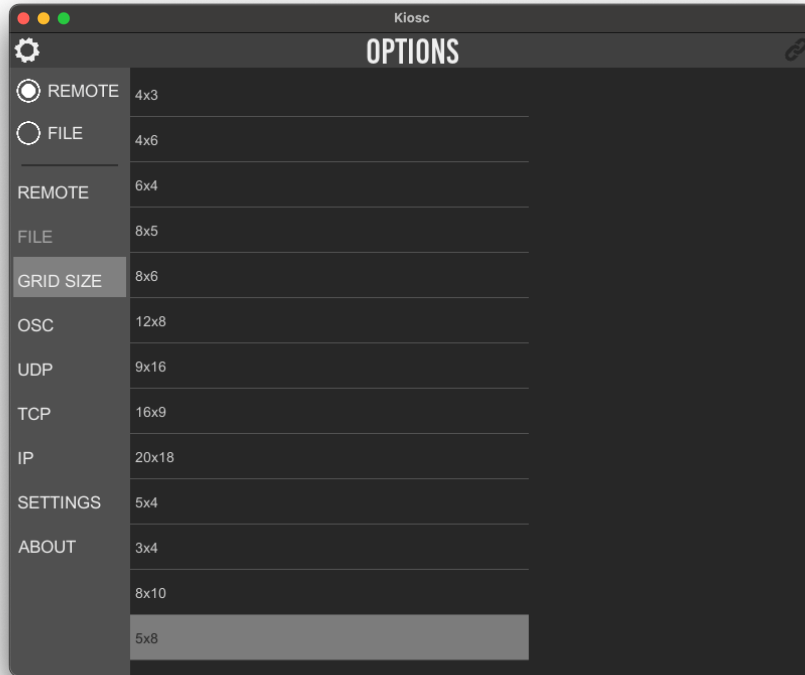 Kiosc
OPTIONS
REMOTE
FILE
REMOTE
FILE
GRID SIZE
OSC
UDP
TCP
IP
SETTINGS
ABOUT
4x3
4x6
6x4
8x5
8x6
12x8
9x16
16x9
20x18
5x4
3x4
8x10
5x8